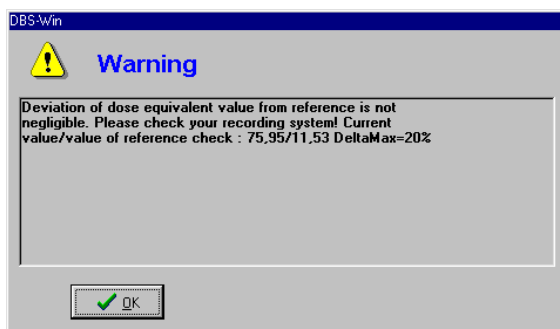 DBS-Win
Warning
Deviation of dose equivalent value from reference is not
negligible. Please check your recording system! Current
value/value of reference check : 75,95/11,53 DeltaMax=20%
OK